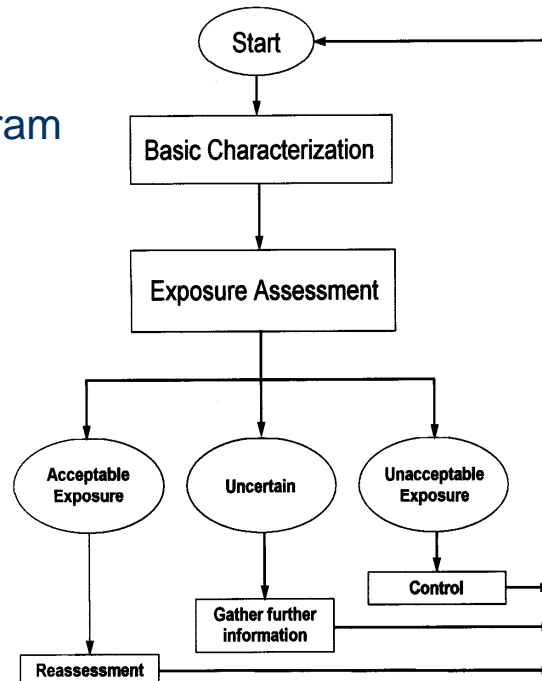 Start
ram
Basic Characterization
Exposure Assessment
Acceptable
Exposure
Uncertain
Unacceptable
Exposure
Control
Gather further
information
Reassessment